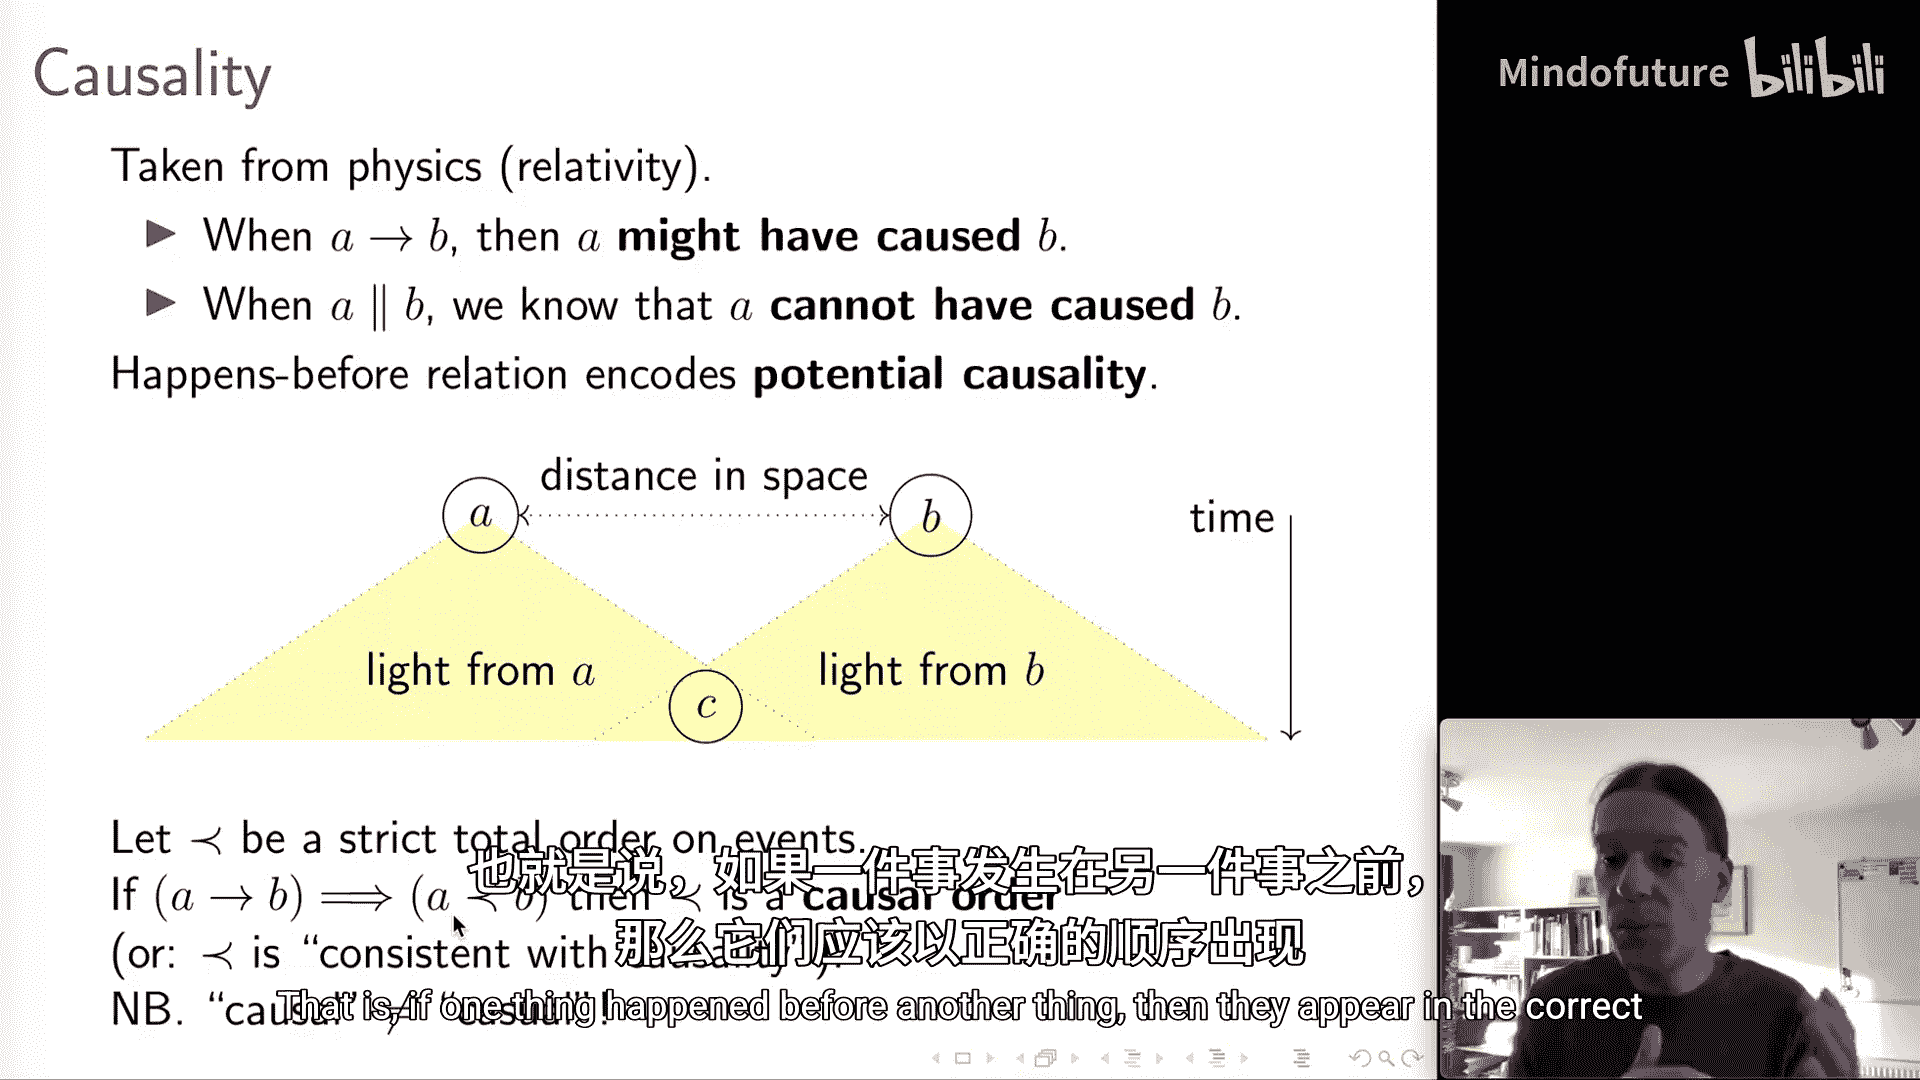 Causality
Mindofuture bilibili
Taken from physics (relativity).
▶ When a → b, then a might have caused b.
▶ When a ∥ b, we know that a cannot have caused b.
Happens-before relation encodes potential causality.
distance in space
a
b
time
light from a
light from b
c
Let ≺ be a strict total order on events.
也就是说，如果一件事发生在另一件事之前，
If (a → b) ⟹ (a ≺ b) then ≺ is a causal order
那么它们应该以正确的顺序出现
(or: ≺ is “consistent with causality”).
NB. “causal” ≠ “casual”!
That is, if one thing happened before another thing, then they appear in the correct